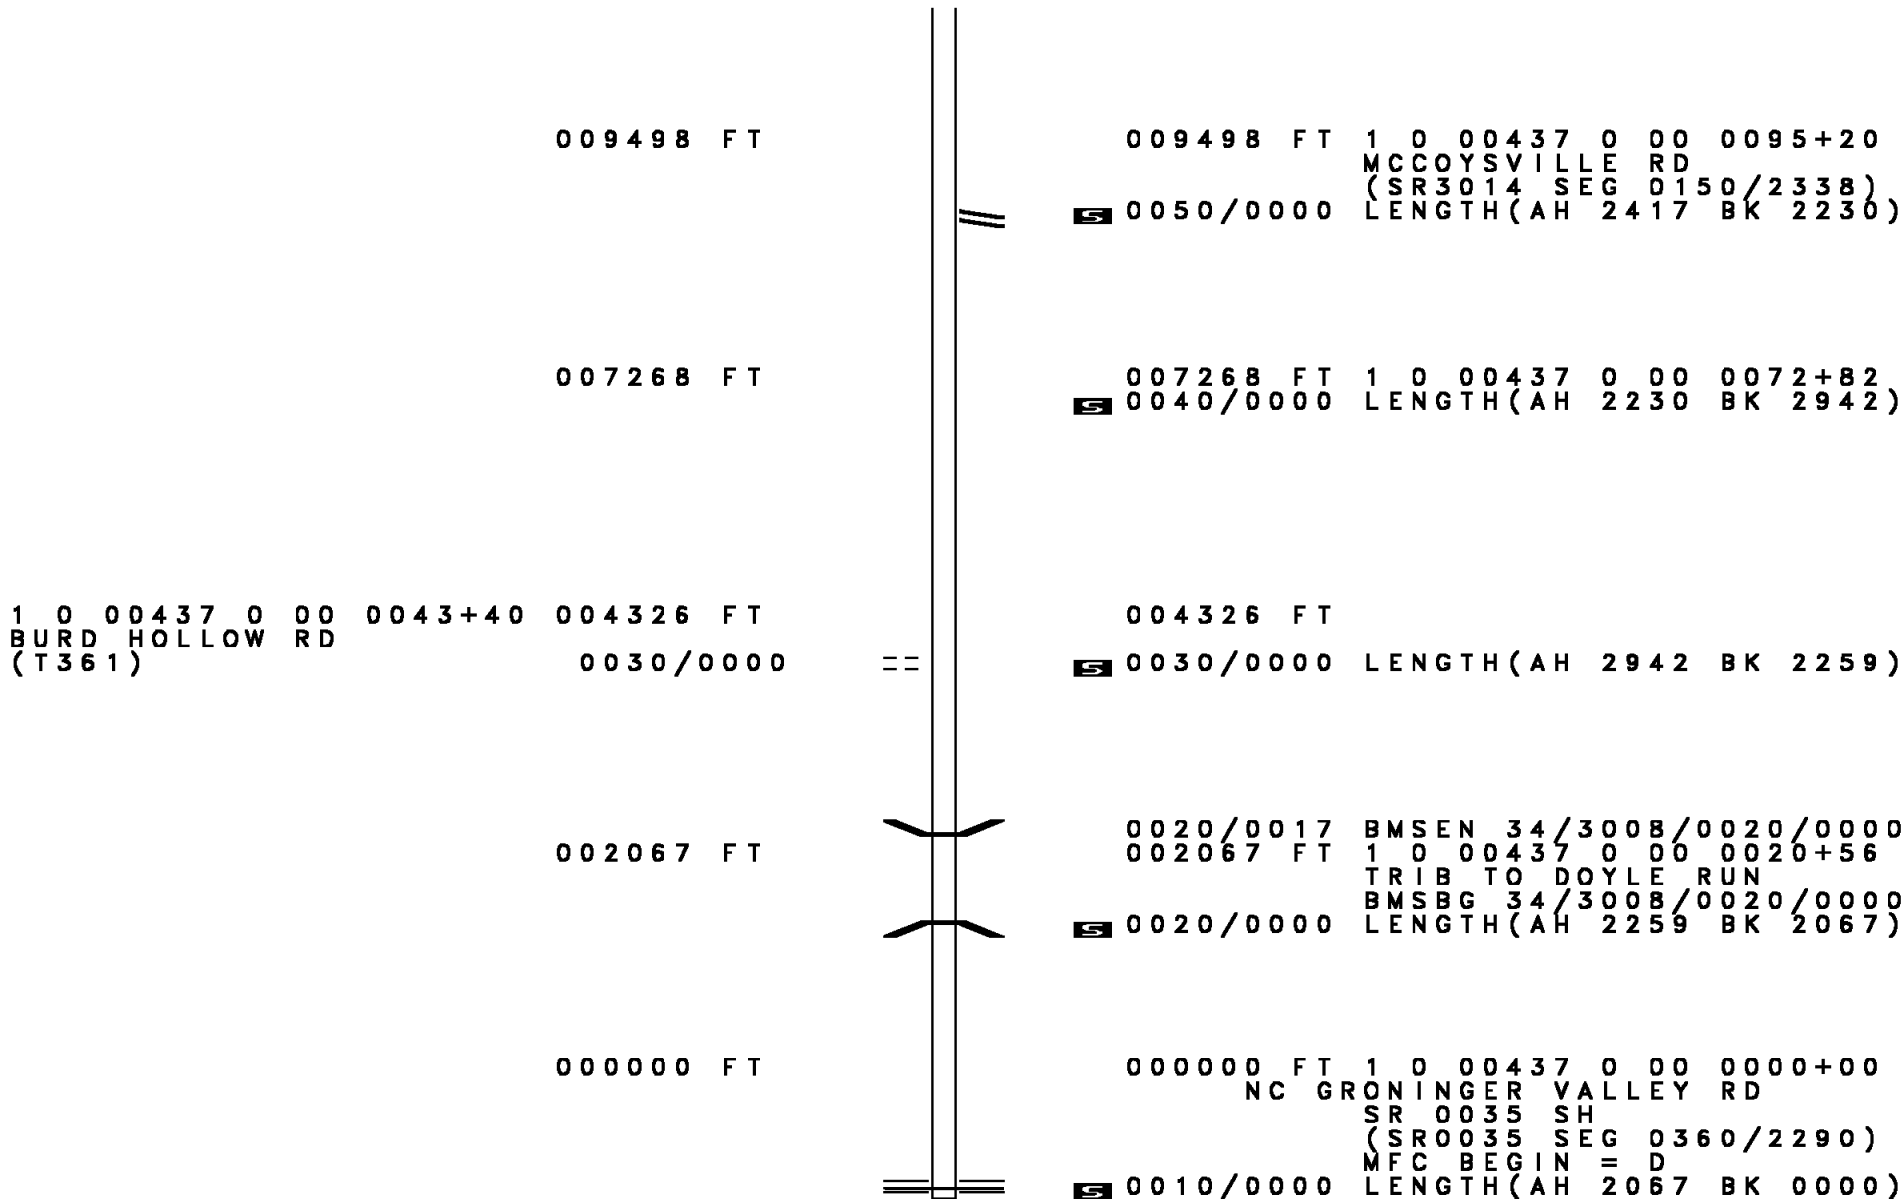 009498 FT 009498 FT 1 0 00437 0 00 0095+20
MCCOYSVILLE RD
(SR3014 SEG 0150/2338)
S 0050/0000 LENGTH(AH 2417 BK 2230)
007268 FT 007268 FT 1 0 00437 0 00 0072+82
S 0040/0000 LENGTH(AH 2230 BK 2942)
1 0 00437 0 00 0043+40 004326 FT 004326 FT
BURD HOLLOW RD
(T361) 0030/0000 S 0030/0000 LENGTH(AH 2942 BK 2259)
0020/0017 BMSEN 34/3008/0020/0000
002067 FT 002067 FT 1 0 00437 0 00 0020+56
TRIB TO DOYLE RUN
BMSBG 34/3008/0020/0000
S 0020/0000 LENGTH(AH 2259 BK 2067)
000000 FT 000000 FT 1 0 00437 0 00 0000+00
NC GRONINGER VALLEY RD
SR 0035 SH
(SR0035 SEG 0360/2290)
MFC BEGIN = D
S 0010/0000 LENGTH(AH 2067 BK 0000)